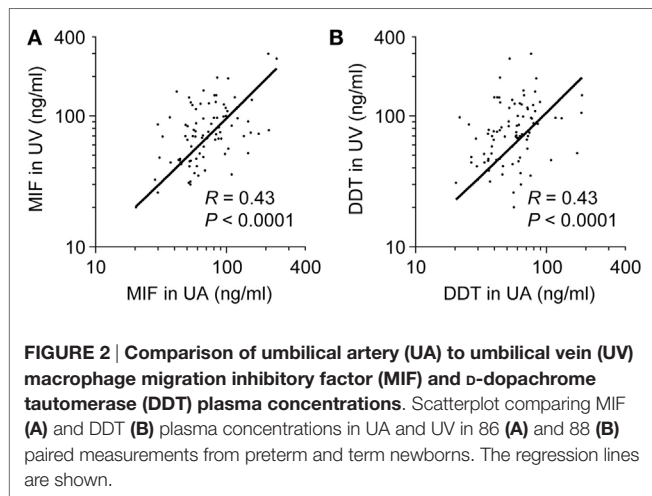 A
B
400
100
10
MIF in UV (ng/ml)
R = 0.43
P < 0.0001
10
100
400
MIF in UA (ng/ml)
400
100
10
DDT in UV (ng/ml)
R = 0.43
P < 0.0001
10
100
400
DDT in UA (ng/ml)
FIGURE 2 | Comparison of umbilical artery (UA) to umbilical vein (UV)
macrophage migration inhibitory factor (MIF) and D-dopachrome
tautomerase (DDT) plasma concentrations. Scatterplot comparing MIF
(A) and DDT (B) plasma concentrations in UA and UV in 86 (A) and 88 (B)
paired measurements from preterm and term newborns. The regression lines
are shown.